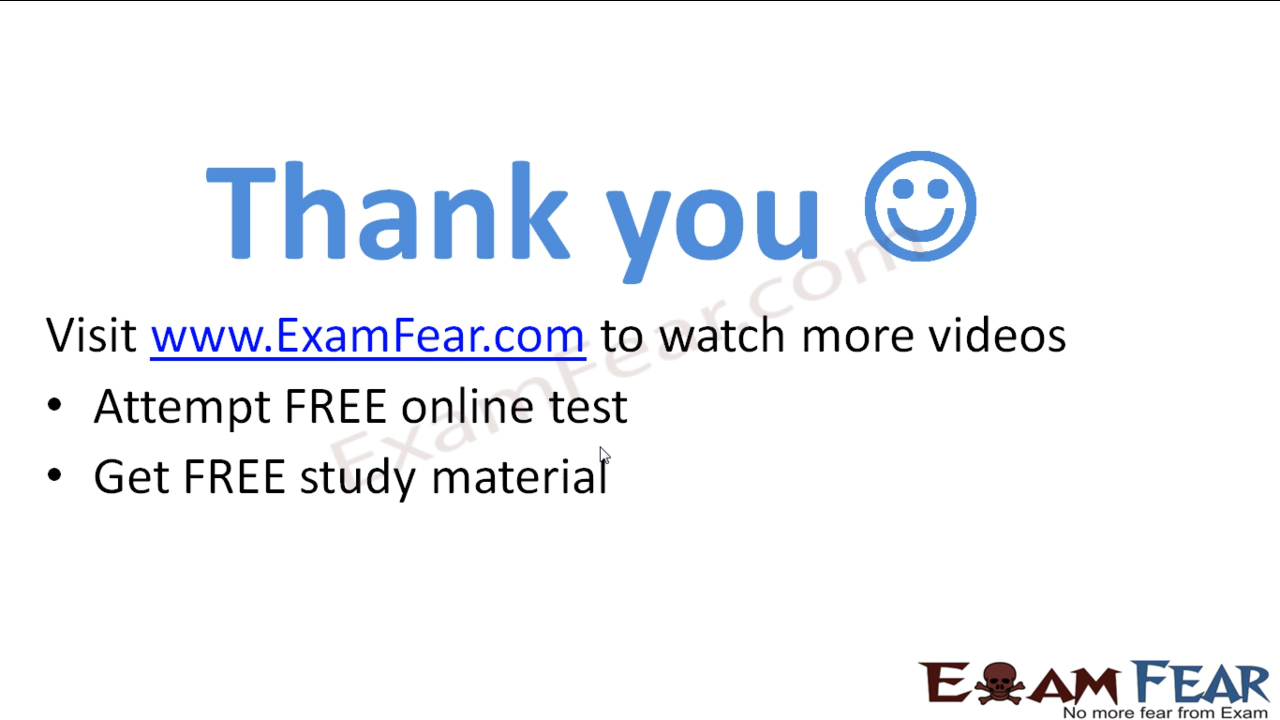 Thank you ☺
Visit www.ExamFear.com to watch more videos
• Attempt FREE online test
• Get FREE study material
ExamFear.com
EXAM FEAR
No more fear from Exam